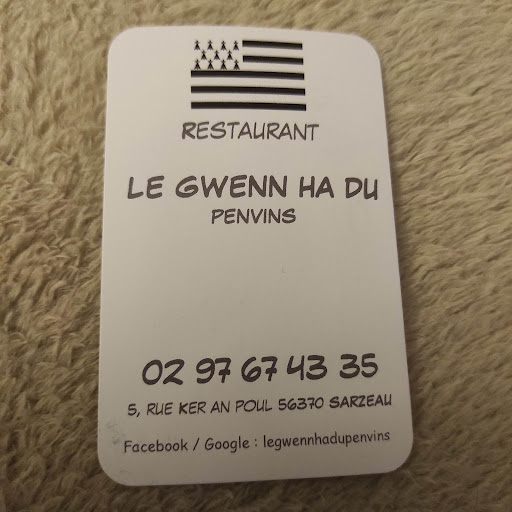 RESTAURANT
LE GWENN HA DU
PENVINS
02 97 67 43 35
5, RUE KER AN POUL 56370 SARZEAU
Facebook / Google : legwennhadupenvins